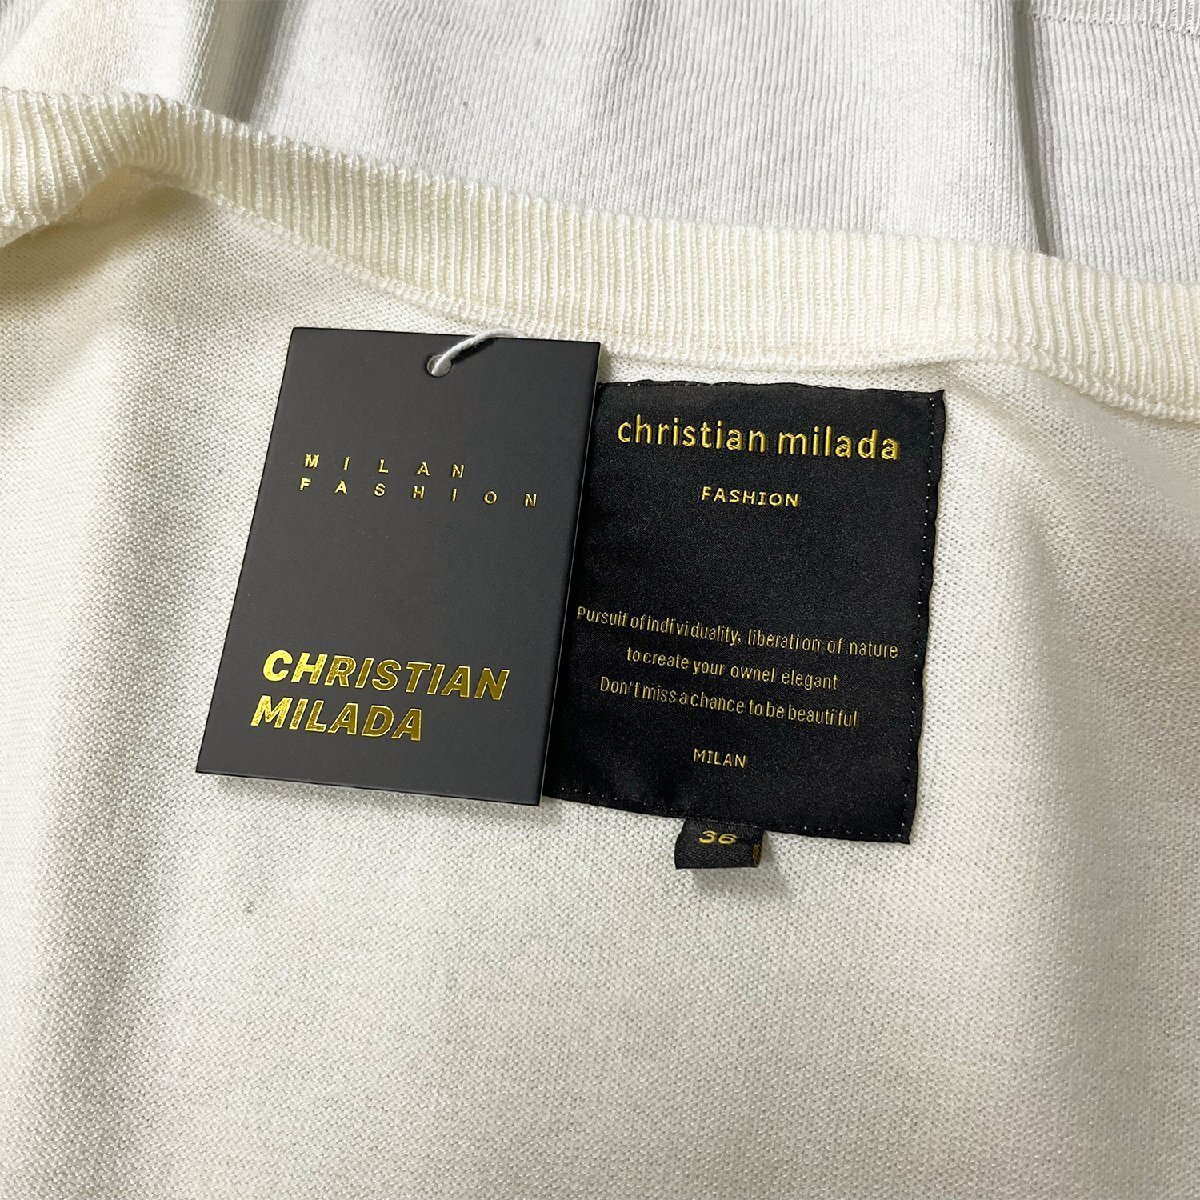 MILAN
FASHION
CHRISTIAN
MILADA
christian milada
FASHION
Pursuit of individuality, liberation of nature
to create your ownel elegant
Don't miss a chance to be beautiful
MILAN
36